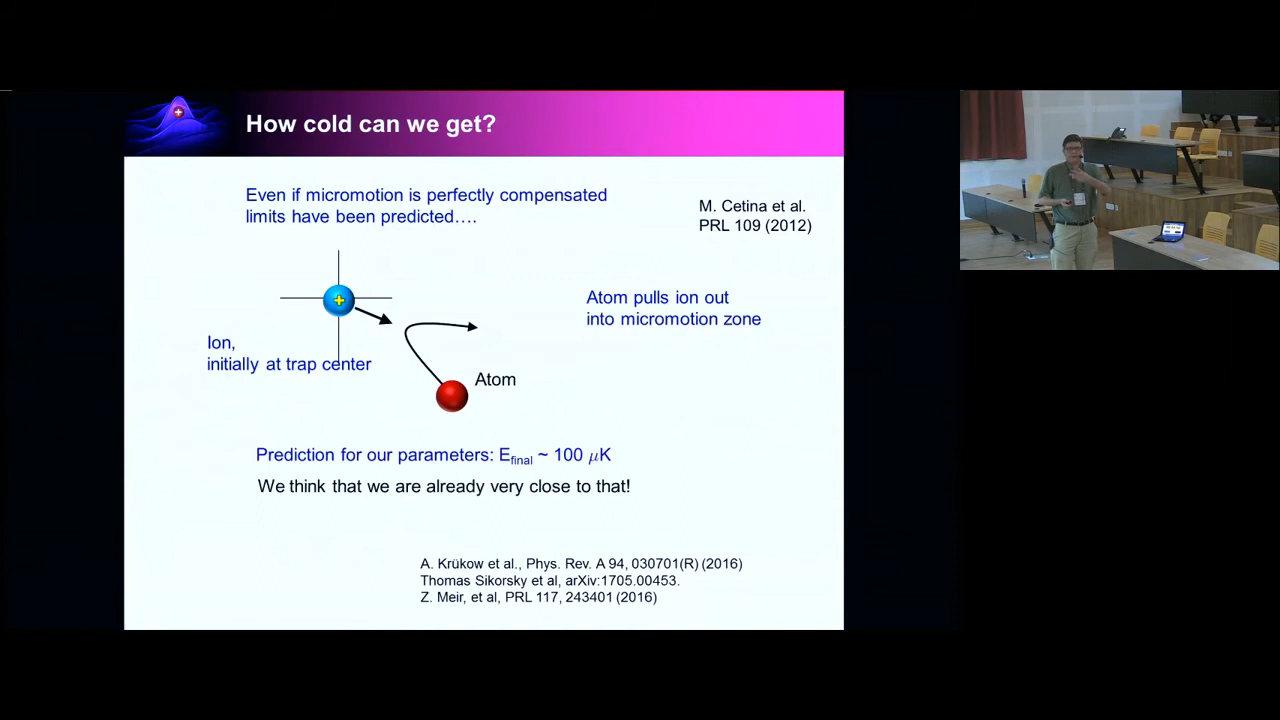 How cold can we get?
Even if micromotion is perfectly compensated
limits have been predicted….
M. Cetina et al.
PRL 109 (2012)
Atom pulls ion out
into micromotion zone
Ion,
initially at trap center
Atom
Prediction for our parameters: Efinal ~ 100 μK
We think that we are already very close to that!
A. Krükow et al., Phys. Rev. A 94, 030701(R) (2016)
Thomas Sikorsky et al, arXiv:1705.00453.
Z. Meir, et al, PRL 117, 243401 (2016)